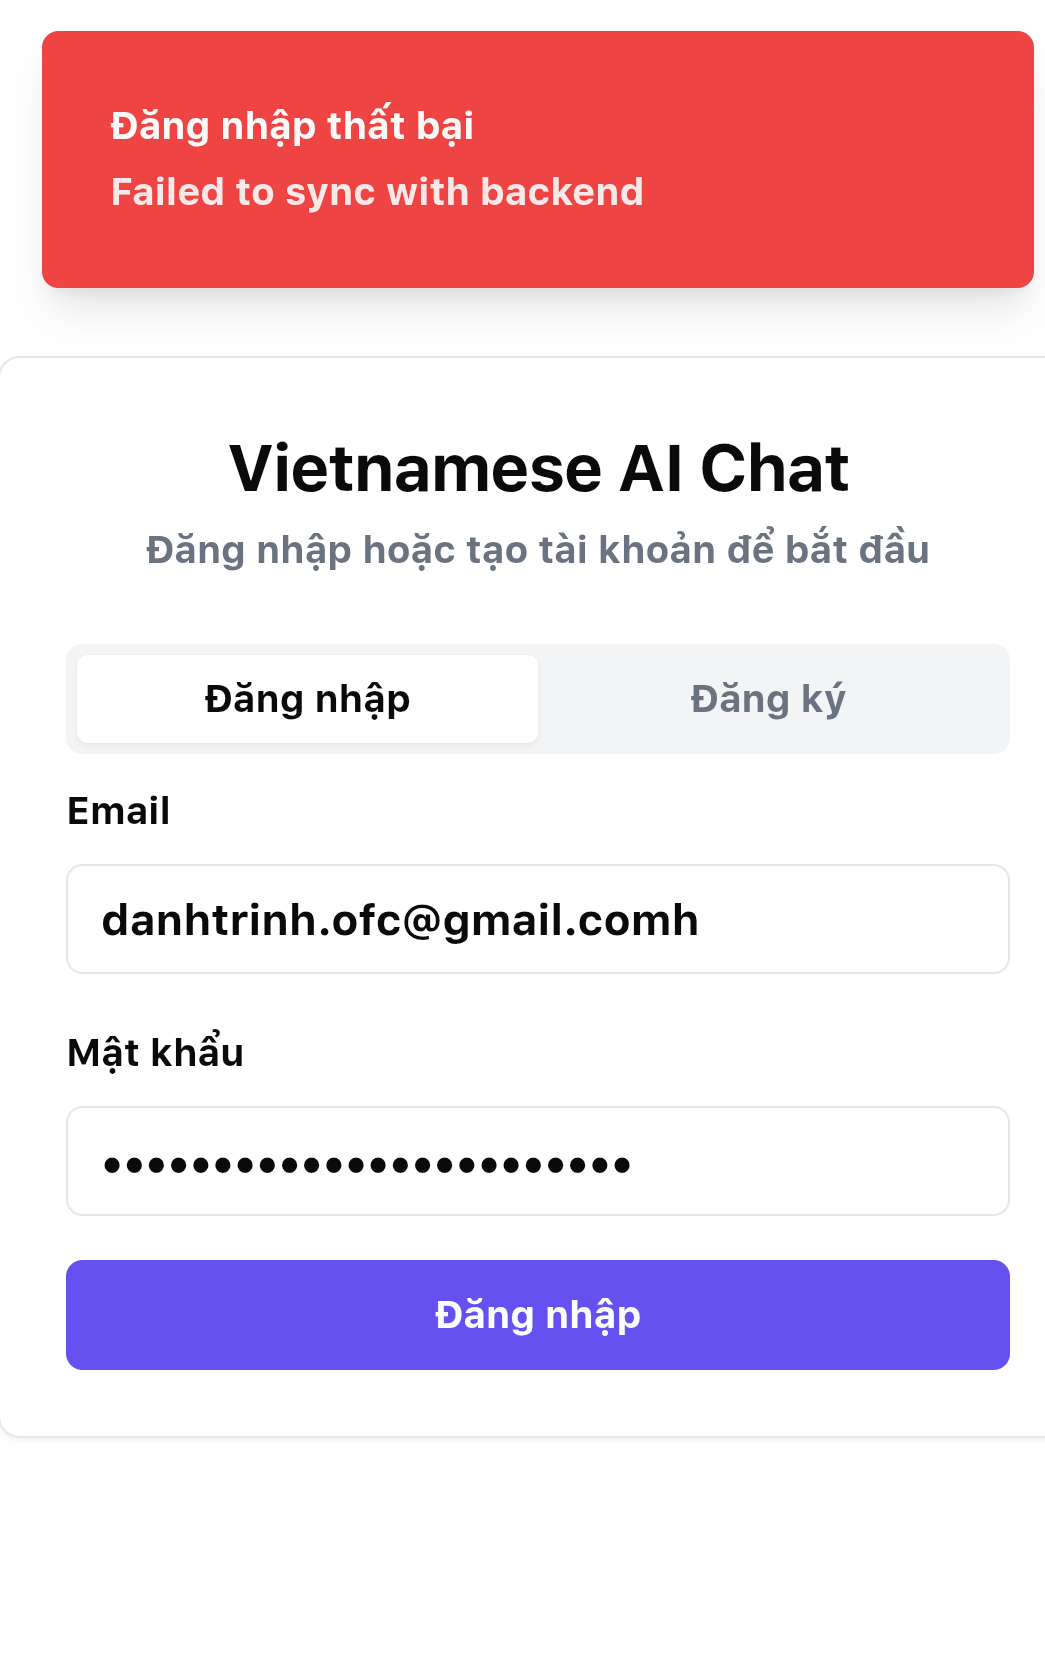 Đăng nhập thất bại
Failed to sync with backend
Vietnamese AI Chat
Đăng nhập hoặc tạo tài khoản để bắt đầu
Đăng nhập
Đăng ký
Email
danhtrinh.ofc@gmail.comh
Mật khẩu
••••••••••••••••••••••••
Đăng nhập